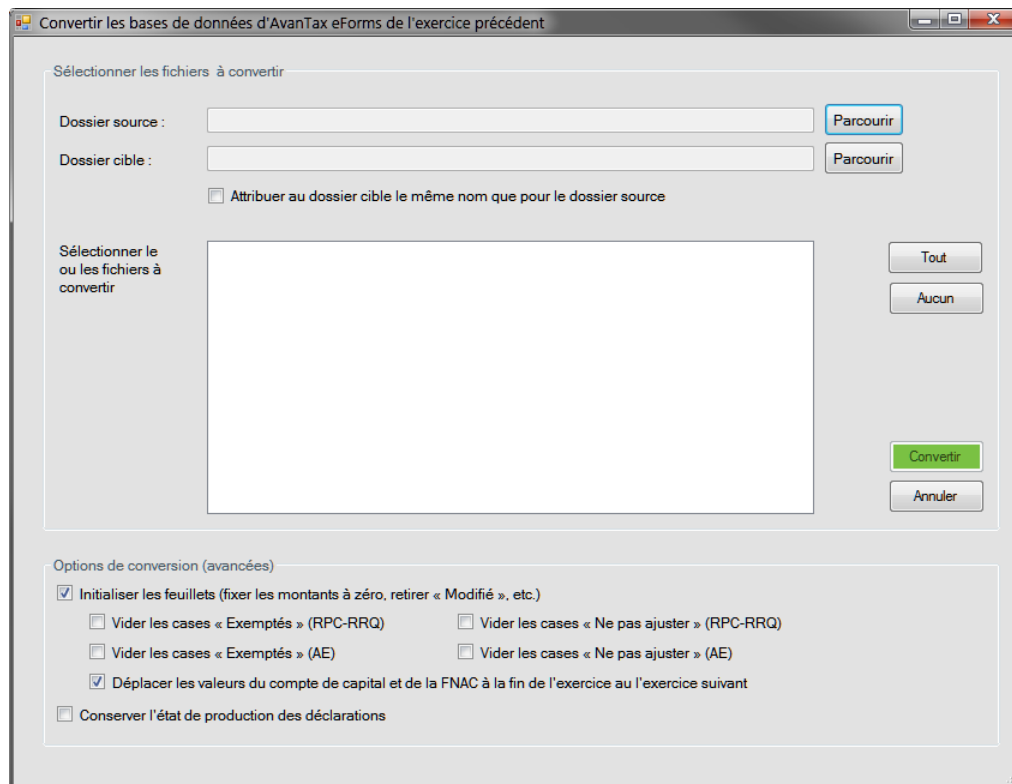 Convertir les bases de données d'AvanTax eForms de l'exercice précédent
Sélectionner les fichiers à convertir
Dossier source :
Parcourir
Dossier cible :
Parcourir
Attribuer au dossier cible le même nom que pour le dossier source
Sélectionner le
ou les fichiers à
convertir
Tout
Aucun
Convertir
Annuler
Options de conversion (avancées)
Initialiser les feuillets (fixer les montants à zéro, retirer « Modifié », etc.)
Vider les cases « Exemptés » (RPC-RRQ)
Vider les cases « Ne pas ajuster » (RPC-RRQ)
Vider les cases « Exemptés » (AE)
Vider les cases « Ne pas ajuster » (AE)
Déplacer les valeurs du compte de capital et de la FNAC à la fin de l'exercice au l'exercice suivant
Conserver l'état de production des déclarations